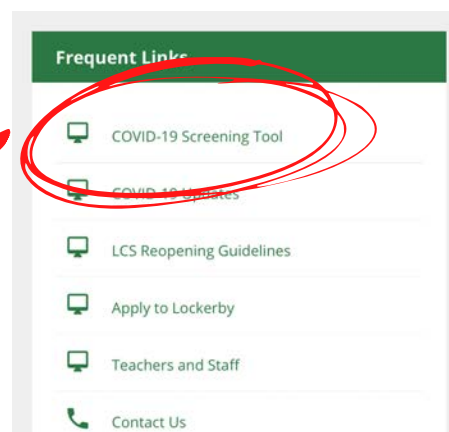 Frequent Links
COVID-19 Screening Tool
COVID-19 Updates
LCS Reopening Guidelines
Apply to Lockerby
Teachers and Staff
Contact Us